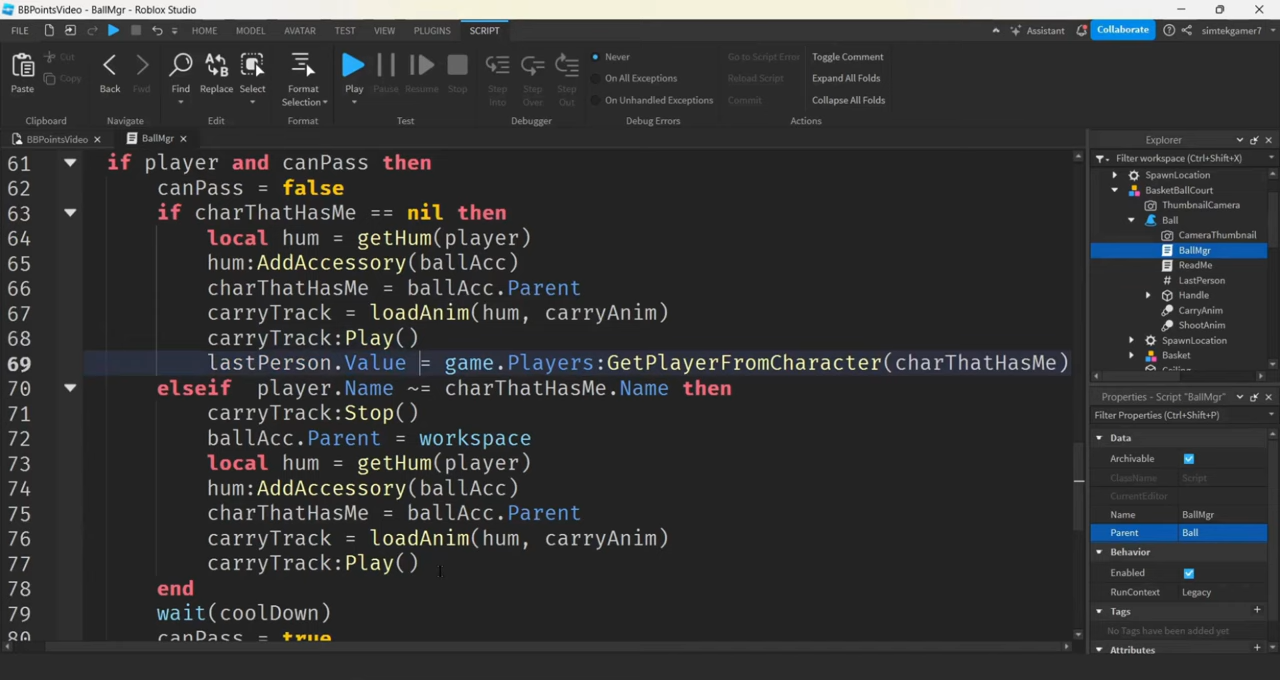 BBPointsVideo - BallMgr - Roblox Studio
FILE HOME MODEL AVATAR TEST VIEW PLUGINS SCRIPT Assistant Collaborate simtekgamer7
Paste Cut Copy Back Find Replace Select Format Selection Play Pause Resume Stop Step Into Step Over Step Out
Never
On All Exceptions
On Unhandled Exceptions
Go to Script Error
Reload Script
Commit
Toggle Comment
Expand All Folds
Collapse All Folds
Clipboard Navigate Edit Format Test Debugger Debug Errors Actions
BBPointsVideo BallMgr
61 if player and canPass then
62 canPass = false
63 if charThatHasMe == nil then
64 local hum = getHum(player)
65 hum:AddAccessory(ballAcc)
66 charThatHasMe = ballAcc.Parent
67 carryTrack = loadAnim(hum, carryAnim)
68 carryTrack:Play()
69 lastPerson.Value = game.Players:GetPlayerFromCharacter(charThatHasMe)
70 elseif player.Name ~= charThatHasMe.Name then
71 carryTrack:Stop()
72 ballAcc.Parent = workspace
73 local hum = getHum(player)
74 hum:AddAccessory(ballAcc)
75 charThatHasMe = ballAcc.Parent
76 carryTrack = loadAnim(hum, carryAnim)
77 carryTrack:Play()
78 end
79 wait(coolDown)
80 canPass = true
Explorer
Filter workspace (Ctrl+Shift+X)
SpawnLocation
BasketBallCourt
ThumbnailCamera
Ball
CameraThumbnail
BallMgr
ReadMe
LastPerson
Handle
CarryAnim
ShootAnim
SpawnLocation
Basket
Ceiling
Properties - Script "BallMgr"
Filter Properties (Ctrl+Shift+P)
Data
Archivable
ClassName Script
CurrentEditor
Name BallMgr
Parent Ball
Behavior
Enabled
RunContext Legacy
Tags
No Tags have been added yet
Attributes